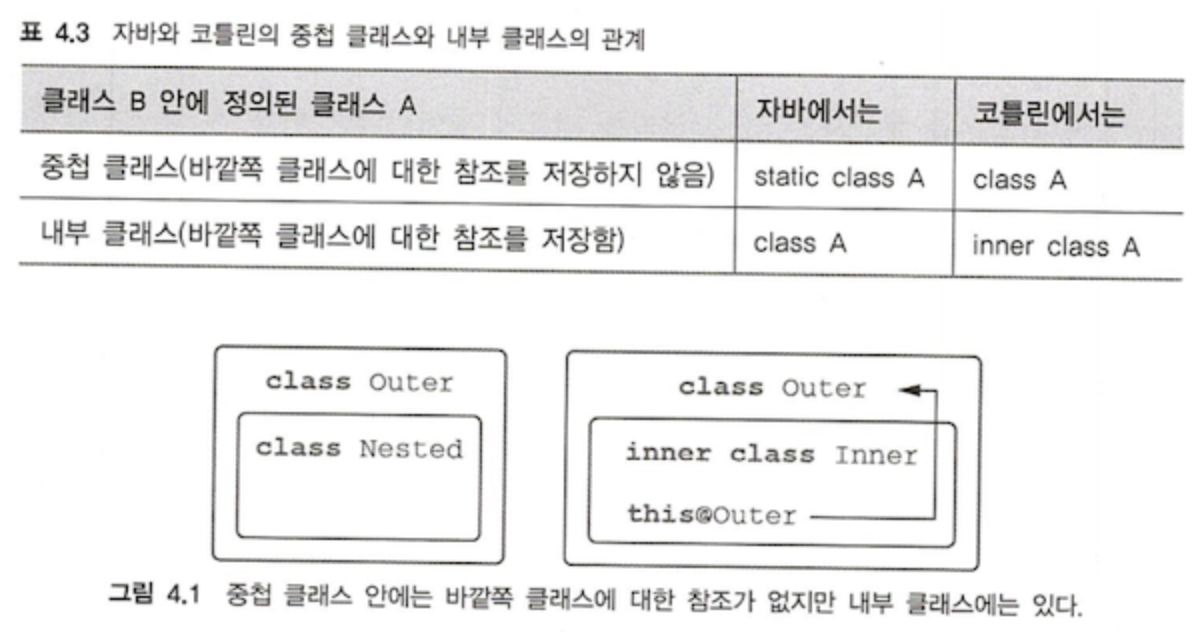 표 4.3 자바와 코틀린의 중첩 클래스와 내부 클래스의 관계
클래스 B 안에 정의된 클래스 A 자바에서는 코틀린에서는
중첩 클래스(바깥쪽 클래스에 대한 참조를 저장하지 않음) static class A class A
내부 클래스(바깥쪽 클래스에 대한 참조를 저장함) class A inner class A
class Outer
class Nested
class Outer
inner class Inner
this@Outer
그림 4.1 중첩 클래스 안에는 바깥쪽 클래스에 대한 참조가 없지만 내부 클래스에는 있다.